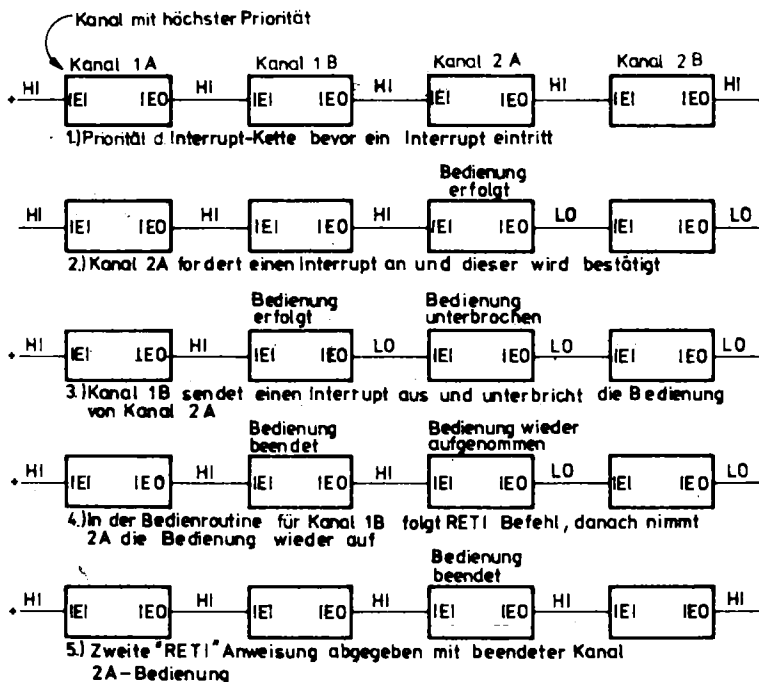 Kanal mit höchster Priorität
Kanal 1A Kanal 1B Kanal 2A Kanal 2B
+ HI IEI IEO HI IEI IEO HI IEI IEO HI IEI IEO HI
1.) Priorität d. Interrupt-Kette bevor ein Interrupt eintritt
Bedienung
erfolgt
HI IEI IEO HI IEI IEO HI IEI IEO LO IEI IEO LO
2.) Kanal 2A fordert einen Interrupt an und dieser wird bestätigt
Bedienung Bedienung
erfolgt unterbrochen
+ HI IEI IEO HI IEI IEO LO IEI IEO LO IEI IEO LO
3.) Kanal 1B sendet einen Interrupt aus und unterbricht die Bedienung
von Kanal 2A
Bedienung Bedienung wieder
beendet aufgenommen
+ HI IEI IEO HI IEI IEO HI IEI IEO LO IEI IEO LO
4.) In der Bedienroutine für Kanal 1B folgt RETI Befehl, danach nimmt
2A die Bedienung wieder auf
Bedienung
beendet
+ HI IEI IEO HI IEI IEO HI IEI IEO HI IEI IEO HI
5.) Zweite "RETI" Anweisung abgegeben mit beendeter Kanal
2A-Bedienung